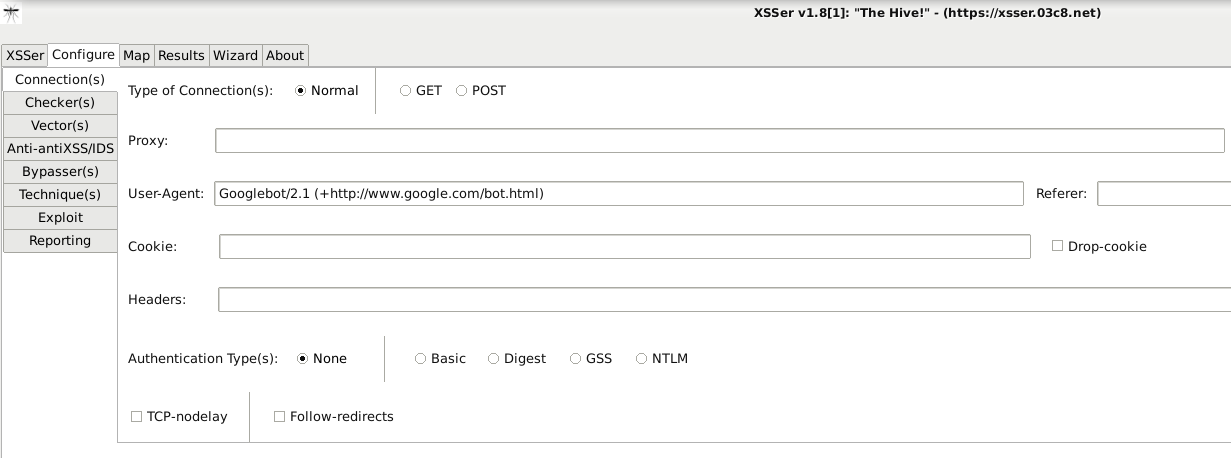 XSSer v1.8[1]: "The Hive!" - (https://xsser.03c8.net)
XSSer Configure Map Results Wizard About
Connection(s)
Checker(s)
Vector(s)
Anti-antiXSS/IDS
Bypasser(s)
Technique(s)
Exploit
Reporting
Type of Connection(s): Normal GET POST
Proxy:
User-Agent: Googlebot/2.1 (+http://www.google.com/bot.html) Referer:
Cookie: Drop-cookie
Headers:
Authentication Type(s): None Basic Digest GSS NTLM
TCP-nodelay Follow-redirects